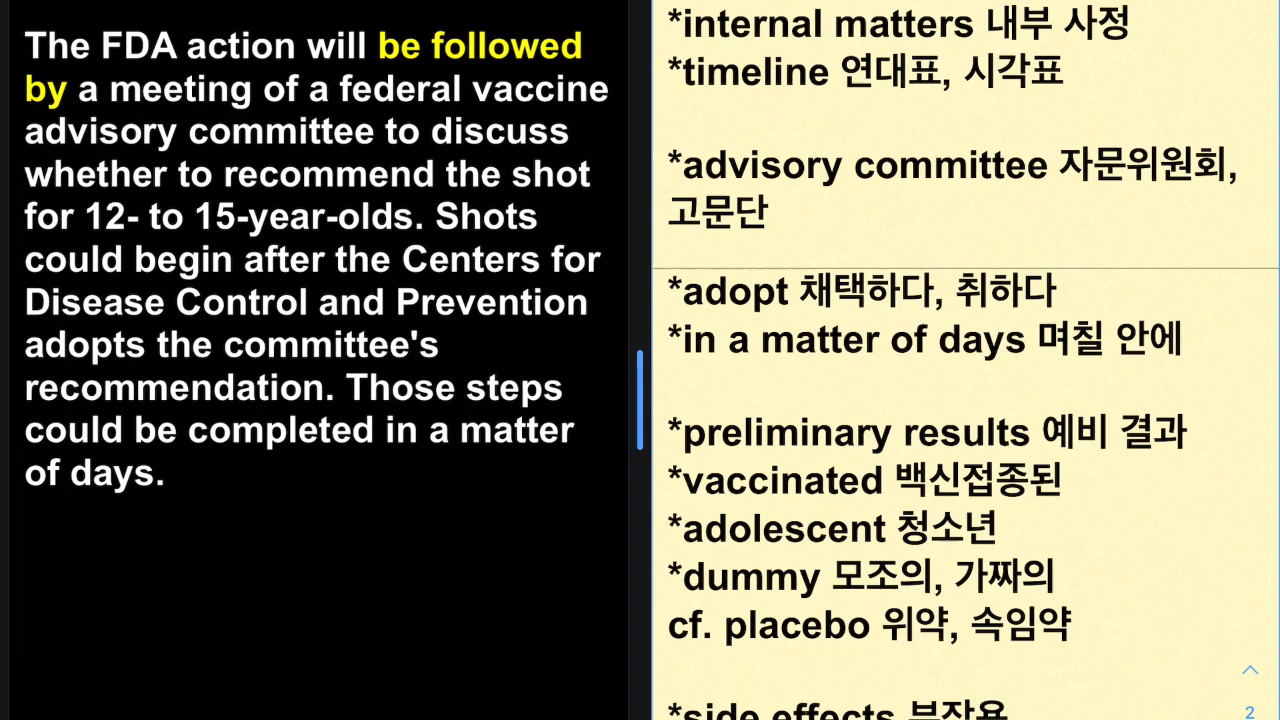 The FDA action will be followed
by a meeting of a federal vaccine
advisory committee to discuss
whether to recommend the shot
for 12- to 15-year-olds. Shots
could begin after the Centers for
Disease Control and Prevention
adopts the committee's
recommendation. Those steps
could be completed in a matter
of days.
*internal matters 내부 사정
*timeline 연대표, 시각표
*advisory committee 자문위원회,
고문단
*adopt 채택하다, 취하다
*in a matter of days 며칠 안에
*preliminary results 예비 결과
*vaccinated 백신접종된
*adolescent 청소년
*dummy 모조의, 가짜의
cf. placebo 위약, 속임약
*side effects 부작용
2